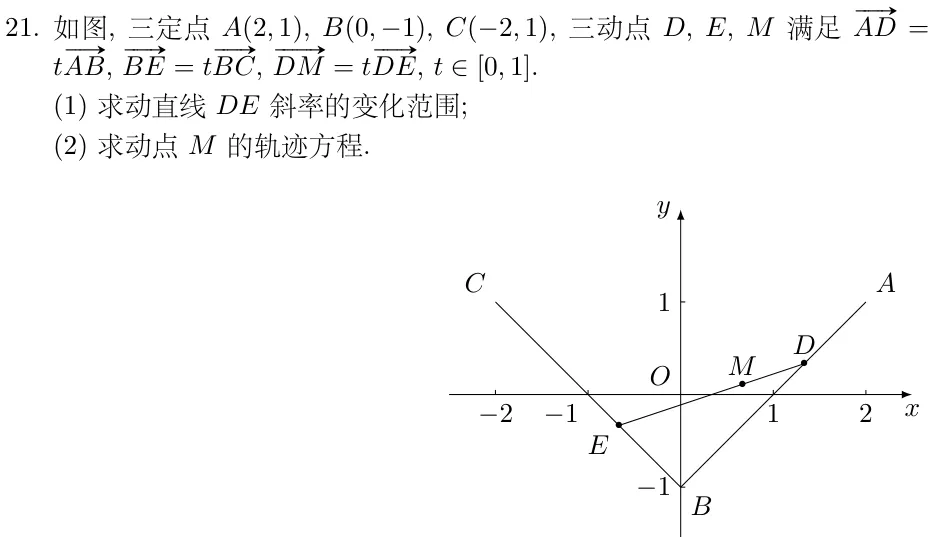 21. 如图, 三定点 A(2,1), B(0,−1), C(−2,1), 三动点 D, E, M 满足 $\overrightarrow{AD}$ =
t$\overrightarrow{AB}$, $\overrightarrow{BE}$ = t$\overrightarrow{BC}$, $\overrightarrow{DM}$ = t$\overrightarrow{DE}$, t ∈ [0,1].
(1) 求动直线 DE 斜率的变化范围;
(2) 求动点 M 的轨迹方程.
y
C
A
1
D
O
M
−2
−1
1
2
x
E
−1
B